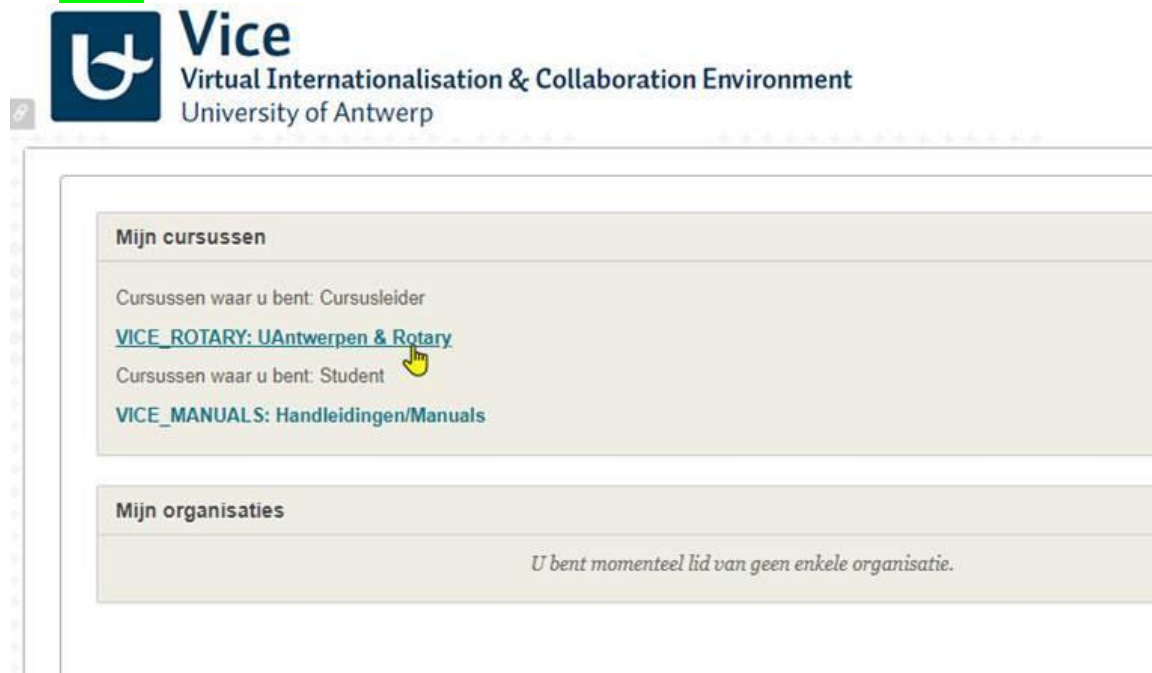 Vice
Virtual Internationalisation & Collaboration Environment
University of Antwerp
Mijn cursussen
Cursussen waar u bent: Cursusleider
VICE_ROTARY: UAntwerpen & Rotary
Cursussen waar u bent: Student
VICE_MANUALS: Handleidingen/Manuals
Mijn organisaties
U bent momenteel lid van geen enkele organisatie.